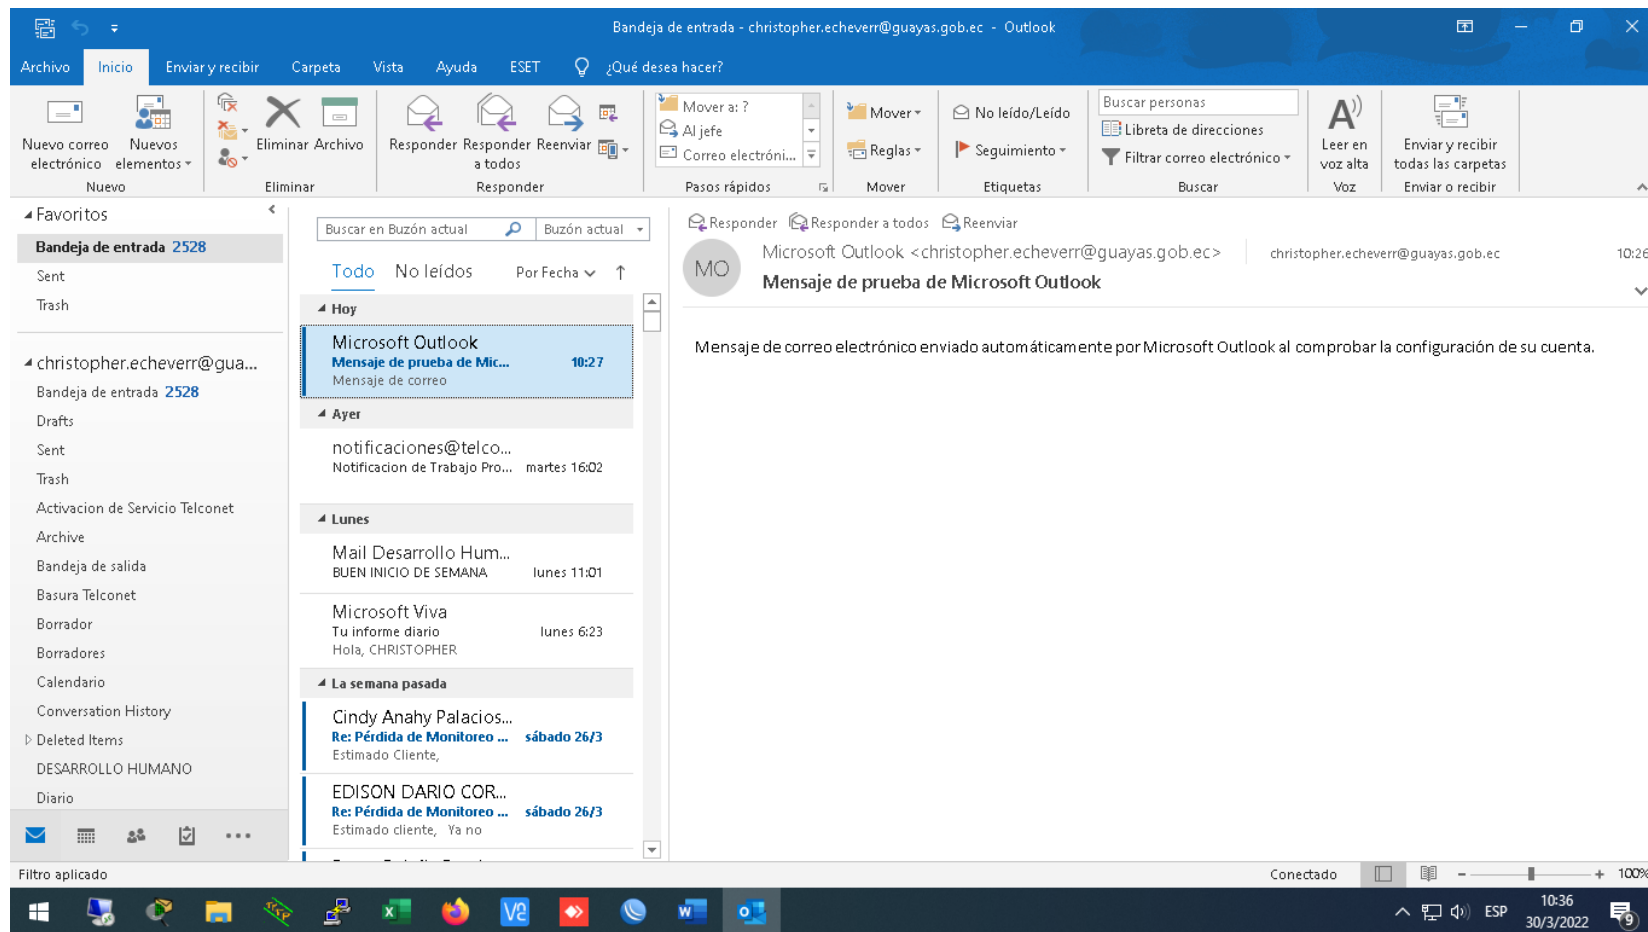 Bandeja de entrada - christopher.echeverr@guayas.gob.ec - Outlook
Archivo Inicio Enviar y recibir Carpeta Vista Ayuda ESET ¿Qué desea hacer?
Nuevo correo electrónico
Nuevos elementos
Nuevo
Eliminar
Archivo
Eliminar
Responder
Responder a todos
Reenviar
Responder
Mover a: ?
Al jefe
Correo electróni...
Pasos rápidos
Mover
Reglas
Mover
No leído/Leído
Seguimiento
Etiquetas
Buscar personas
Libreta de direcciones
Filtrar correo electrónico
Buscar
A
Leer en voz alta
Voz
Enviar y recibir todas las carpetas
Enviar o recibir
Favoritos
Bandeja de entrada 2528
Sent
Trash
christopher.echeverr@gua...
Bandeja de entrada 2528
Drafts
Sent
Trash
Activacion de Servicio Telconet
Archive
Bandeja de salida
Basura Telconet
Borrador
Borradores
Calendario
Conversation History
Deleted Items
DESARROLLO HUMANO
Diario
Buscar en Buzón actual Buzón actual
Todo No leídos Por Fecha
Hoy
Microsoft Outlook
Mensaje de prueba de Mic... 10:27
Mensaje de correo
Ayer
notificaciones@telco...
Notificacion de Trabajo Pro... martes 16:02
Lunes
Mail Desarrollo Hum...
BUEN INICIO DE SEMANA lunes 11:01
Microsoft Viva
Tu informe diario lunes 6:23
Hola, CHRISTOPHER
La semana pasada
Cindy Anahy Palacios...
Re: Pérdida de Monitoreo ... sábado 26/3
Estimado Cliente,
EDISON DARIO COR...
Re: Pérdida de Monitoreo ... sábado 26/3
Estimado cliente, Ya no
Responder Responder a todos Reenviar
MO
Microsoft Outlook <christopher.echeverr@guayas.gob.ec> christopher.echeverr@guayas.gob.ec 10:26
Mensaje de prueba de Microsoft Outlook
Mensaje de correo electrónico enviado automáticamente por Microsoft Outlook al comprobar la configuración de su cuenta.
Filtro aplicado
Conectado
100%
ESP
10:36
30/3/2022
9